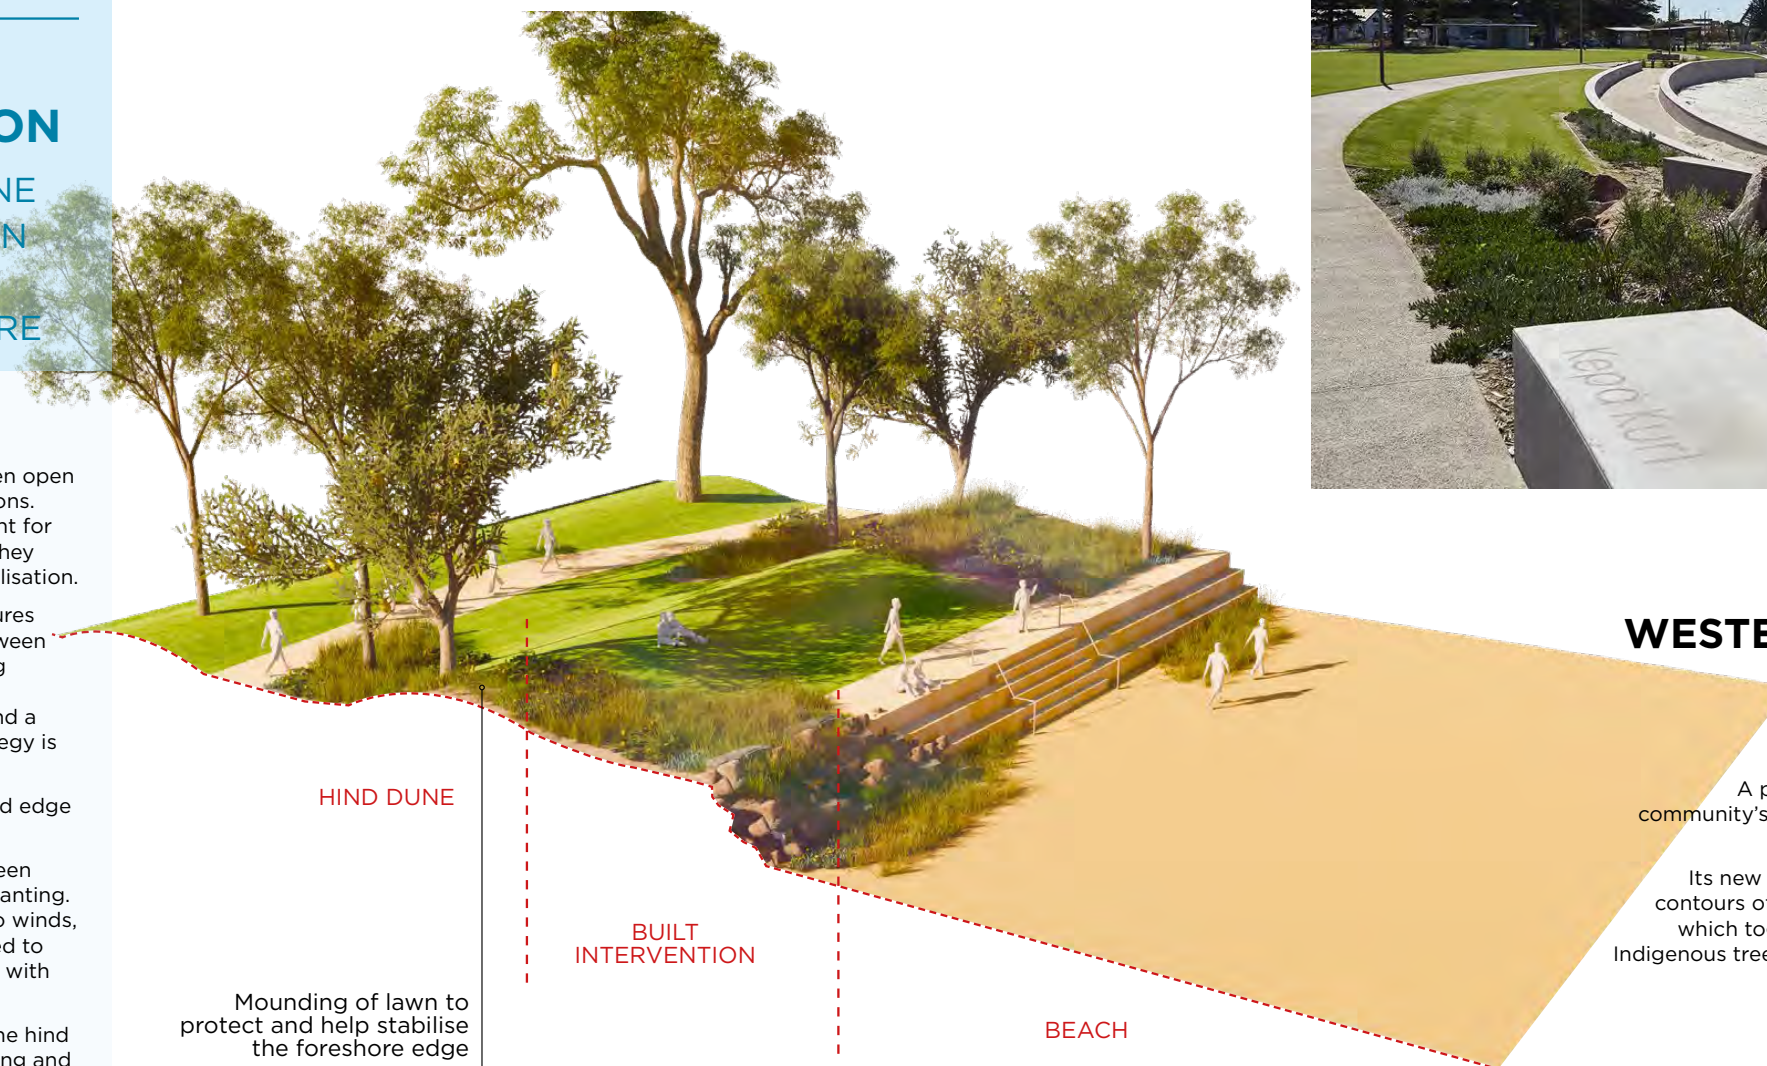 ON
NE
N
RE
en open
ons.
nt for
hey
lisation.
ures
ween
g
nd a
egy is
d edge
een
anting.
o winds,
ed to
with
he hind
ng and
HIND DUNE
BUILT
INTERVENTION
BEACH
Mounding of lawn to
protect and help stabilise
the foreshore edge
Kepa Kurl
WESTE
A p
community's
Its new
contours of
which to
Indigenous tree